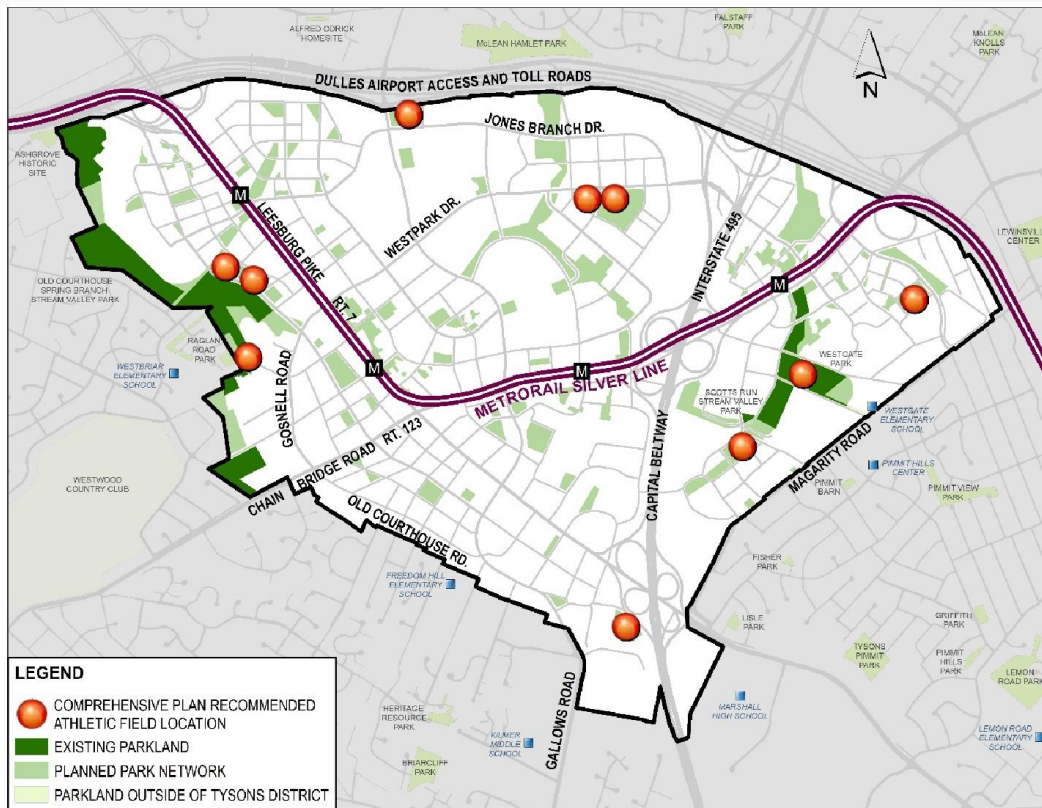 ALFRED ODRICK
HOMESITE
McLEAN HAMLET PARK
FALSTAFF
PARK
McLEAN
KNOLLS
PARK
N
DULLES AIRPORT ACCESS AND TOLL ROADS
JONES BRANCH DR.
ASHGROVE
HISTORIC
SITE
M
LEESBURG PIKE RT. 7
WESTPARK DR.
INTERSTATE 495
LEWINSVILLE
CENTER
M
OLD COURTHOUSE
SPRING BRANCH
STREAM VALLEY PARK
RAGLAN
ROAD
PARK
WESTBRIAR
ELEMENTARY
SCHOOL
GOSNELL ROAD
M
M
METRORAIL SILVER LINE
WESTGATE
PARK
SCOTTS RUN
STREAM VALLEY
PARK
WESTGATE
ELEMENTARY
SCHOOL
MAGARITY ROAD
PIMMIT HILLS
CENTER
PIMMIT
BARN
PIMMIT VIEW
PARK
WESTWOOD
COUNTRY CLUB
CHAIN BRIDGE ROAD RT. 123
OLD COURTHOUSE RD.
CAPITAL BELTWAY
FREEDOM HILL
ELEMENTARY
SCHOOL
FISHER
PARK
LISLE
PARK
GRIFFITH
PARK
TYSONS
PIMMIT
PARK
PIMMIT
HILLS
PARK
LEMON
ROAD PARK
MARSHALL
HIGH SCHOOL
LEMON ROAD
ELEMENTARY
SCHOOL
HERITAGE
RESOURCE
PARK
KILMER
MIDDLE
SCHOOL
GALLOWS ROAD
BRIARCLIFF
PARK
LEGEND
COMPREHENSIVE PLAN RECOMMENDED
ATHLETIC FIELD LOCATION
EXISTING PARKLAND
PLANNED PARK NETWORK
PARKLAND OUTSIDE OF TYSONS DISTRICT